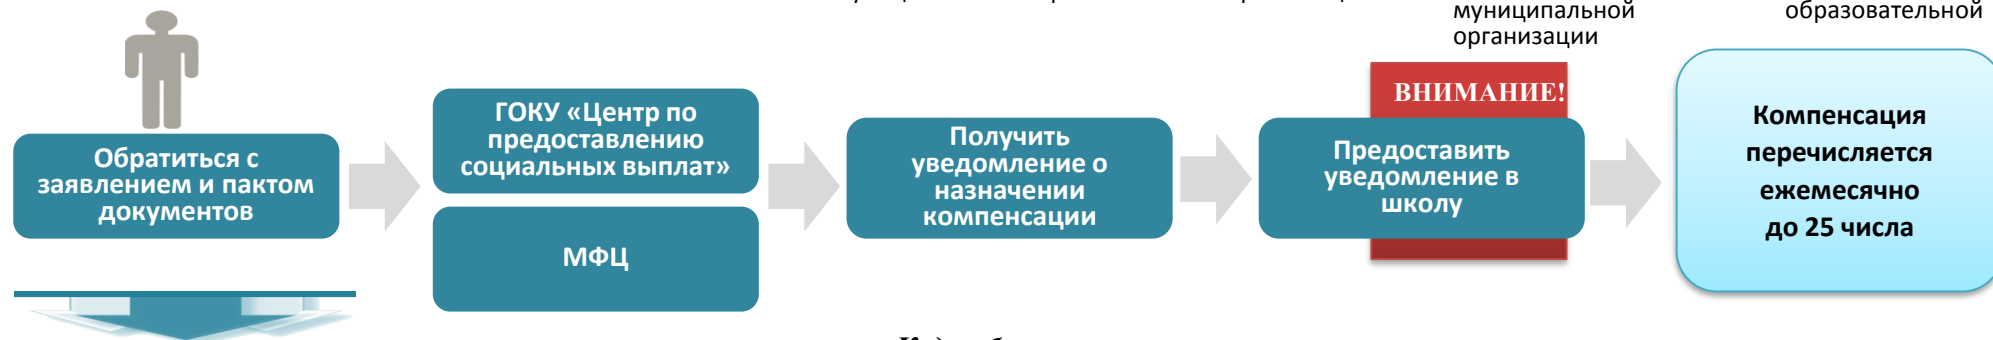 муниципальной
образовательной
организации
ВНИМАНИЕ!
Обратиться с
заявлением и пактом
документов
ГОКУ «Центр по
предоставлению
социальных выплат»
МФЦ
Получить
уведомление о
назначении
компенсации
Предоставить
уведомление в
школу
Компенсация
перечисляется
ежемесячно
до 25 числа